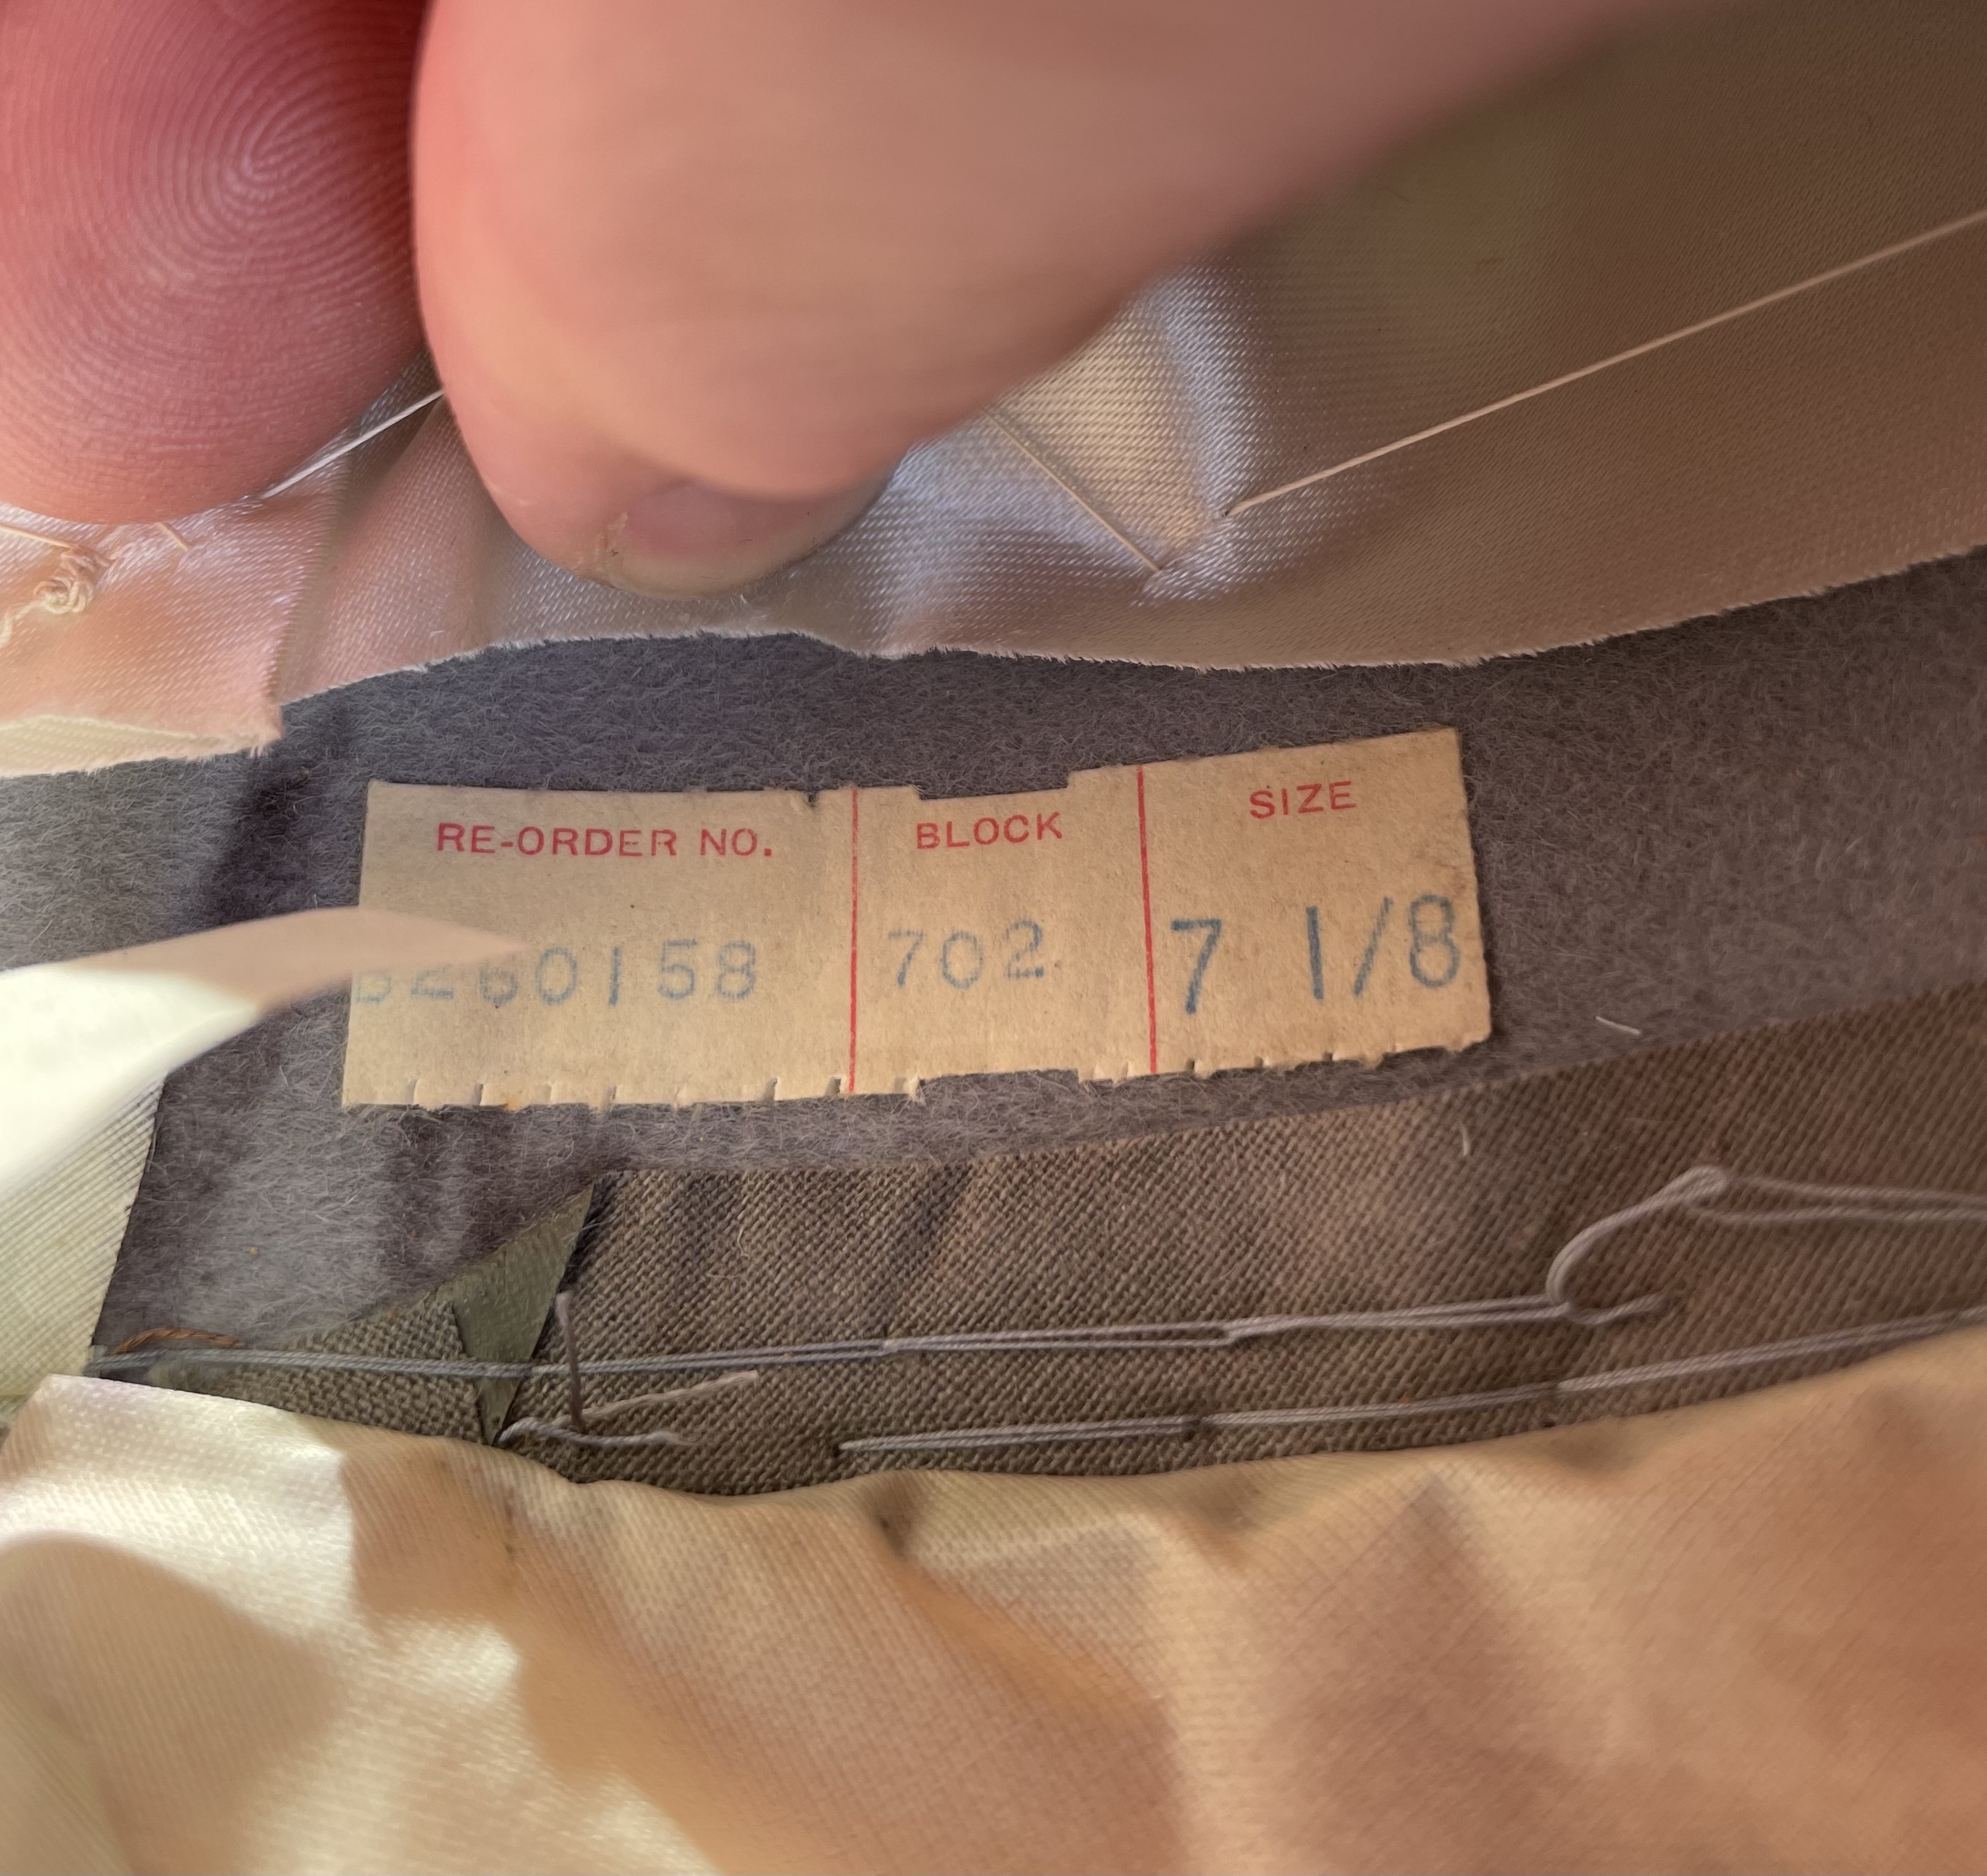 RE-ORDER NO. BLOCK SIZE
702 7 1/8